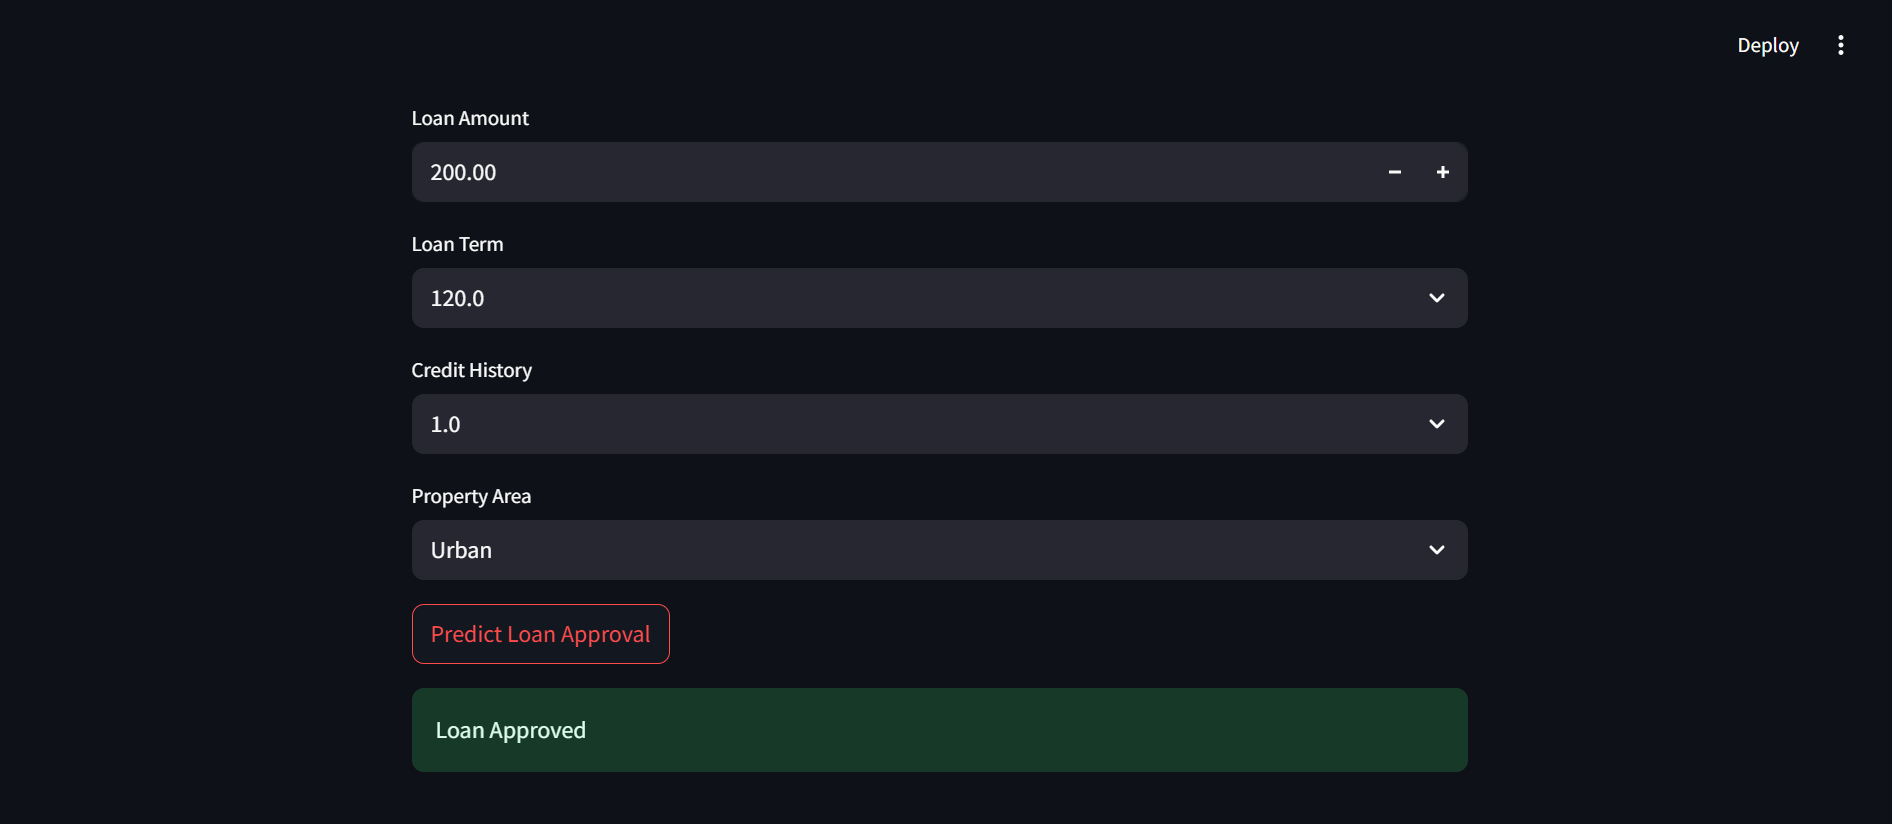 Deploy
Loan Amount
200.00
Loan Term
120.0
Credit History
1.0
Property Area
Urban
Predict Loan Approval
Loan Approved